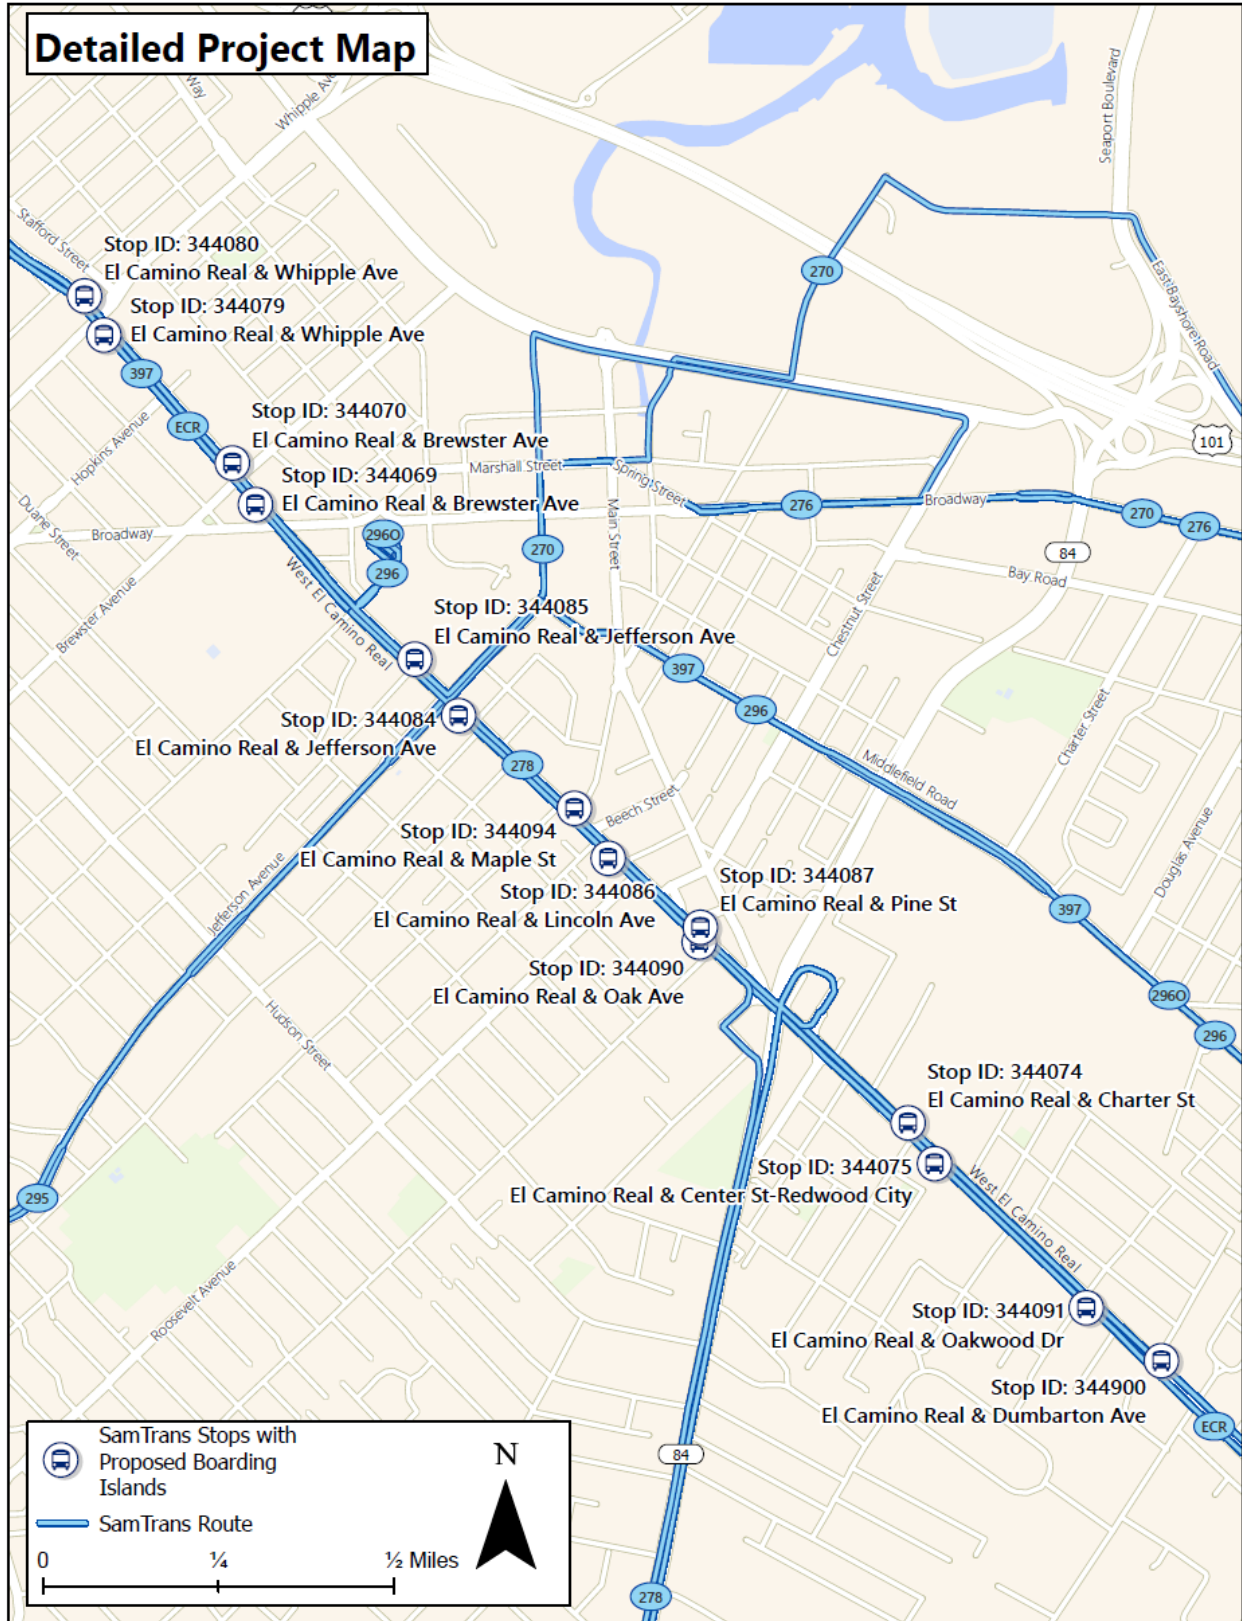 Detailed Project Map
Way
Whipple Ave
Seaport Boulevard
Stafford Street
Stop ID: 344080
El Camino Real & Whipple Ave
270
East Bayshore Road
Stop ID: 344079
El Camino Real & Whipple Ave
397
Stop ID: 344070
El Camino Real & Brewster Ave
ECR
Hopkins Avenue
101
Marshall Street
Spring Street
Stop ID: 344069
El Camino Real & Brewster Ave
Duane Street
Broadway
Main Street
276
Broadway
270
276
296O
270
84
296
Bay Road
Brewster Avenue
West El Camino Real
Stop ID: 344085
El Camino Real & Jefferson Ave
Chestnut Street
397
296
Charter Street
Stop ID: 344084
El Camino Real & Jefferson Ave
278
Middlefield Road
Beech Street
Stop ID: 344094
El Camino Real & Maple St
Douglas Avenue
Jefferson Avenue
Stop ID: 344086
El Camino Real & Lincoln Ave
Stop ID: 344087
El Camino Real & Pine St
397
Stop ID: 344090
El Camino Real & Oak Ave
296O
296
Hudson Street
Stop ID: 344074
El Camino Real & Charter St
Stop ID: 344075
El Camino Real & Center St-Redwood City
295
West El Camino Real
Roosevelt Avenue
Stop ID: 344091
El Camino Real & Oakwood Dr
Stop ID: 344900
El Camino Real & Dumbarton Ave
ECR
84
278
SamTrans Stops with
Proposed Boarding
Islands
SamTrans Route
N
0 ¼ ½ Miles